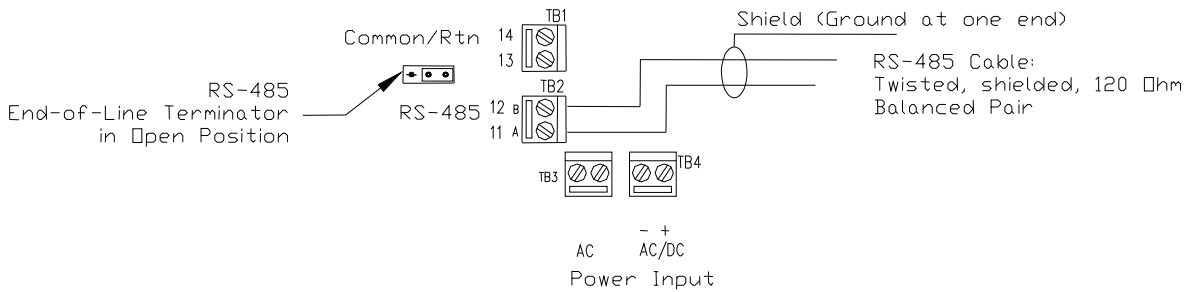 TB1
Shield (Ground at one end)
Common/Rtn
14
13
RS-485 Cable:
Twisted, shielded, 120 Ohm
Balanced Pair
RS-485
End-of-Line Terminator
in Open Position
TB2
RS-485
12 B
11 A
TB3
TB4
- +
AC
AC/DC
Power Input